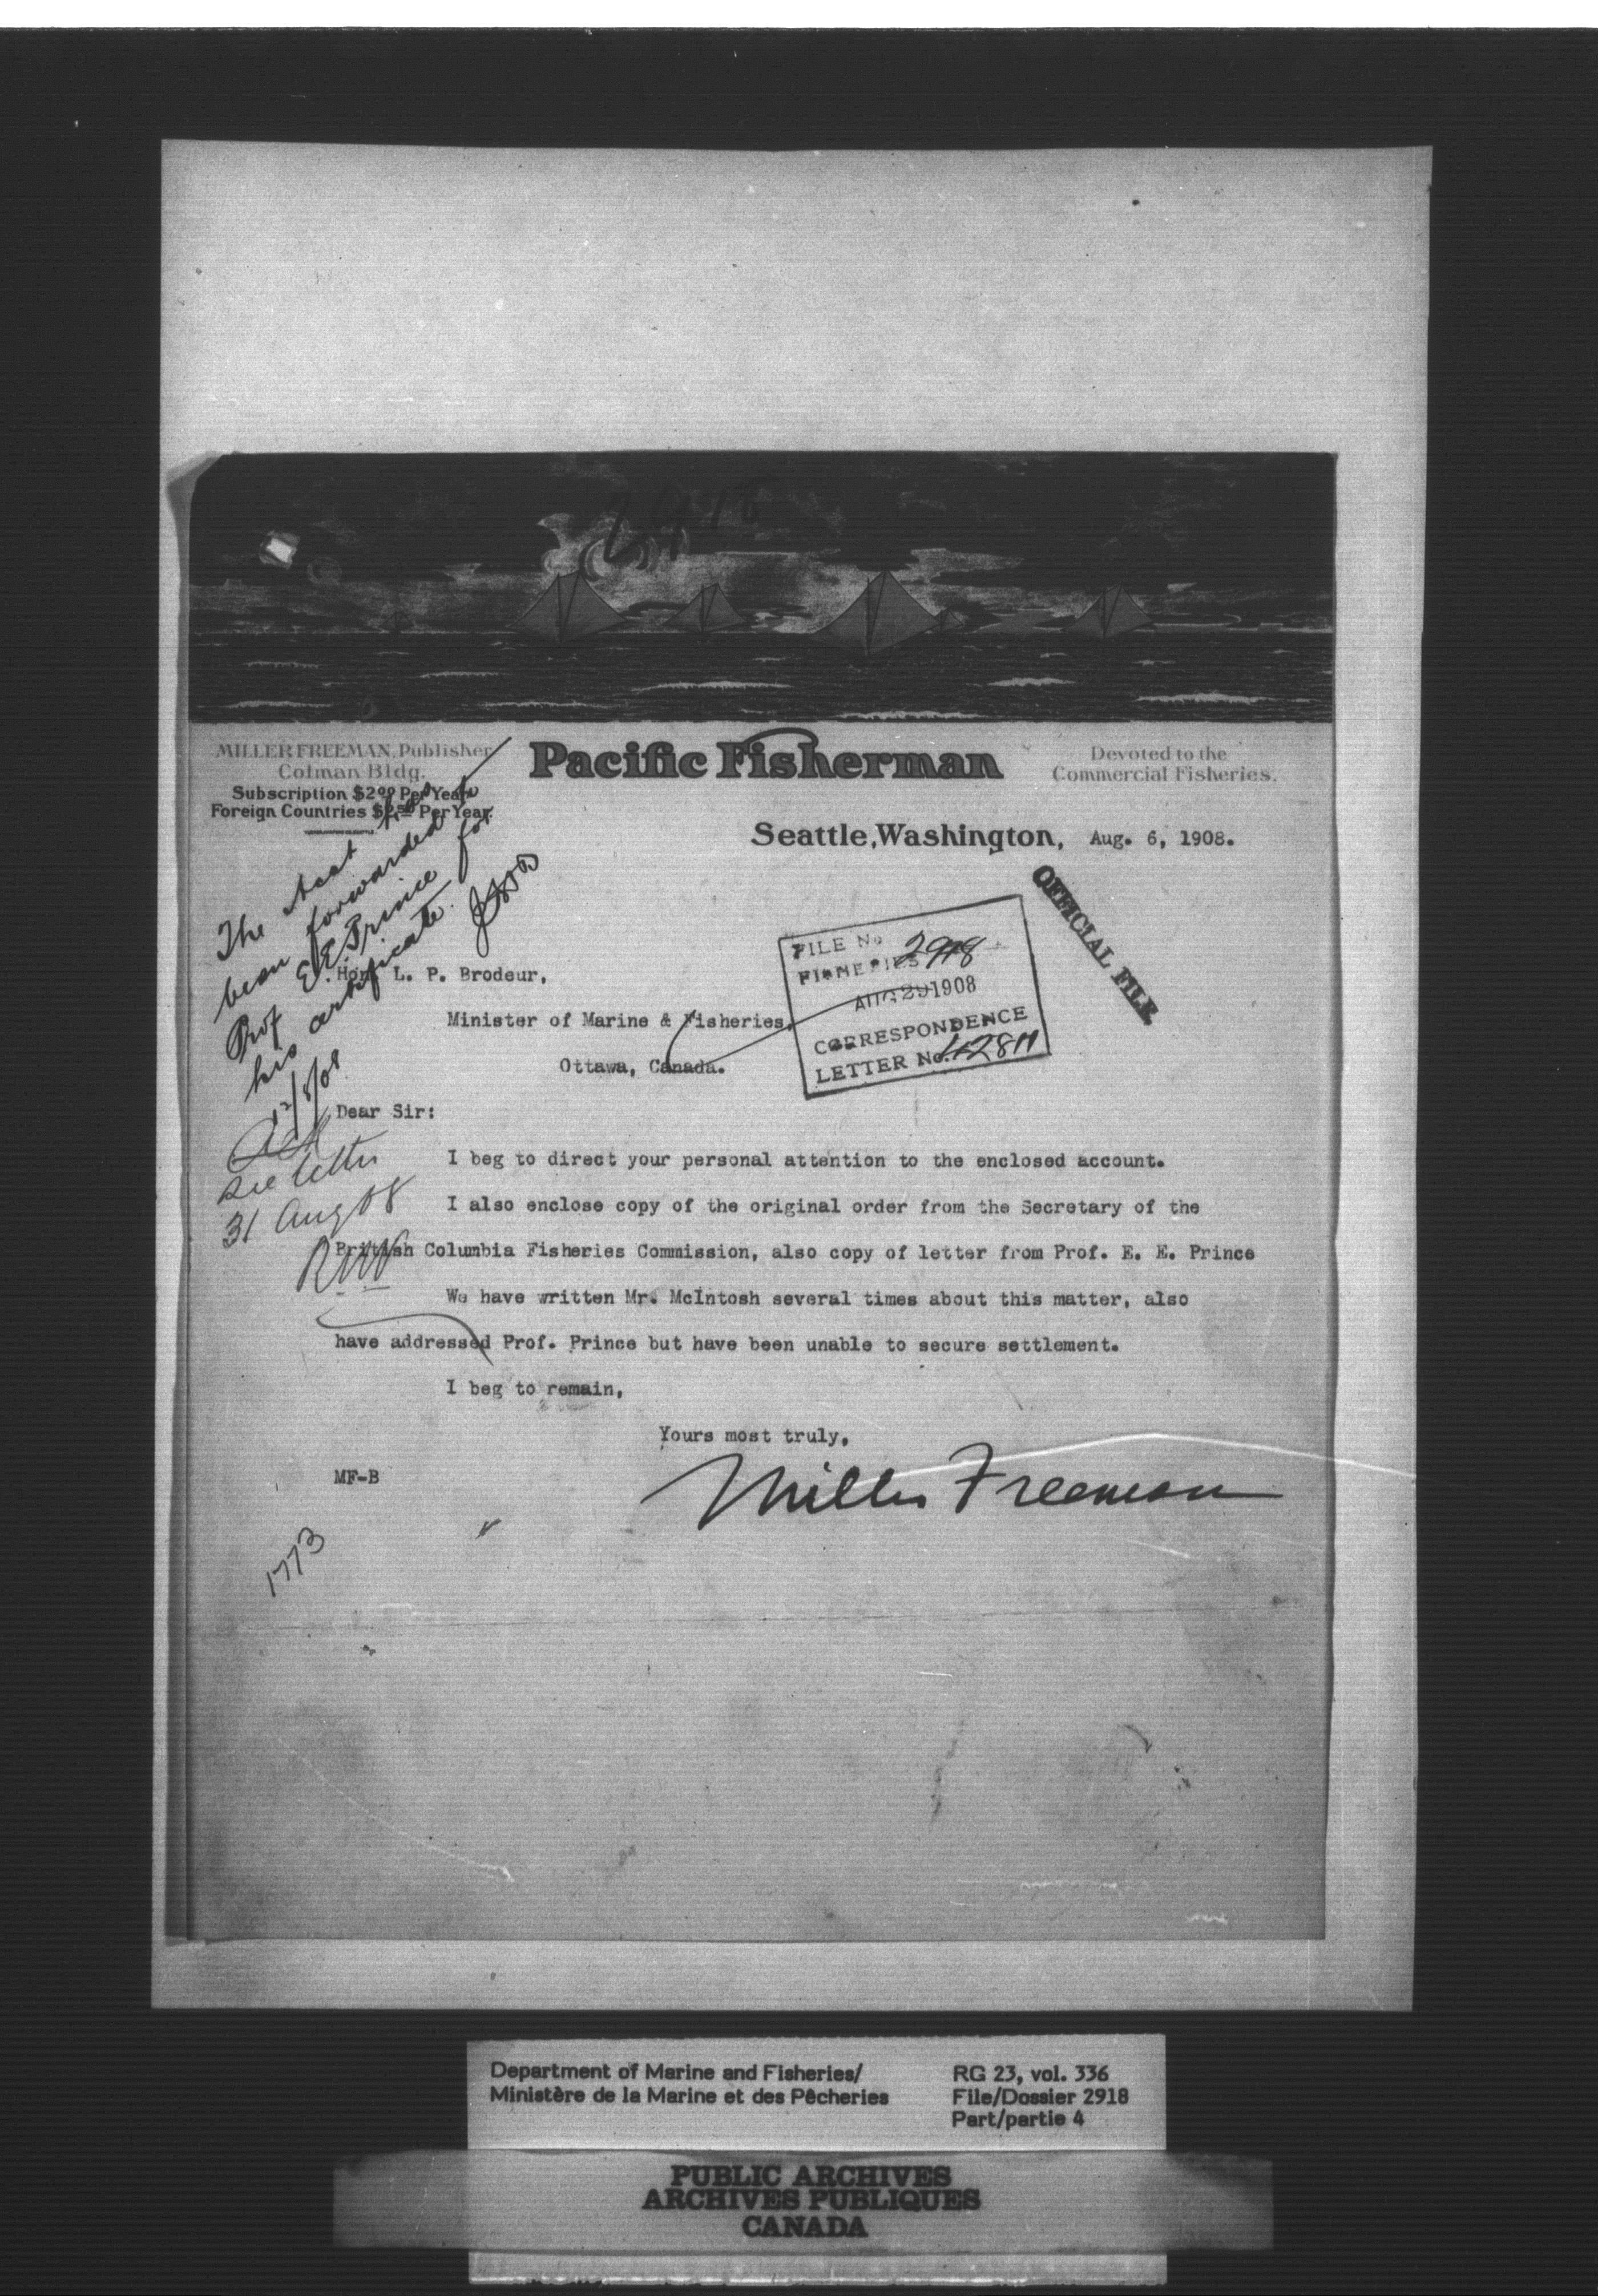 2918
MILLER FREEMAN, Publisher
Colman Bldg.
Subscription $2.00 Per Year
Foreign Countries $2.50 Per Year.
Pacific Fisherman
Devoted to the
Commercial Fisheries.
Seattle, Washington, Aug. 6, 1908.
The acct has
been forwarded to
Prof E.E. Prince for
his certificate.
12/8/08
OFFICIAL FILE
FILE No 2918
FISHERIES
AUG 29 1908
CORRESPONDENCE
LETTER No.
Hon. L. P. Brodeur,
Minister of Marine & Fisheries,
Ottawa, Canada.
Dear Sir:
see letter
31 Aug 08
I beg to direct your personal attention to the enclosed account.
I also enclose copy of the original order from the Secretary of the
British Columbia Fisheries Commission, also copy of letter from Prof. E. E. Prince
We have written Mr. McIntosh several times about this matter, also
have addressed Prof. Prince but have been unable to secure settlement.
I beg to remain,
Yours most truly,
MF-B
Miller Freeman
1773
Department of Marine and Fisheries/
Ministère de la Marine et des Pêcheries
RG 23, vol. 336
File/Dossier 2918
Part/partie 4
PUBLIC ARCHIVES
ARCHIVES PUBLIQUES
CANADA